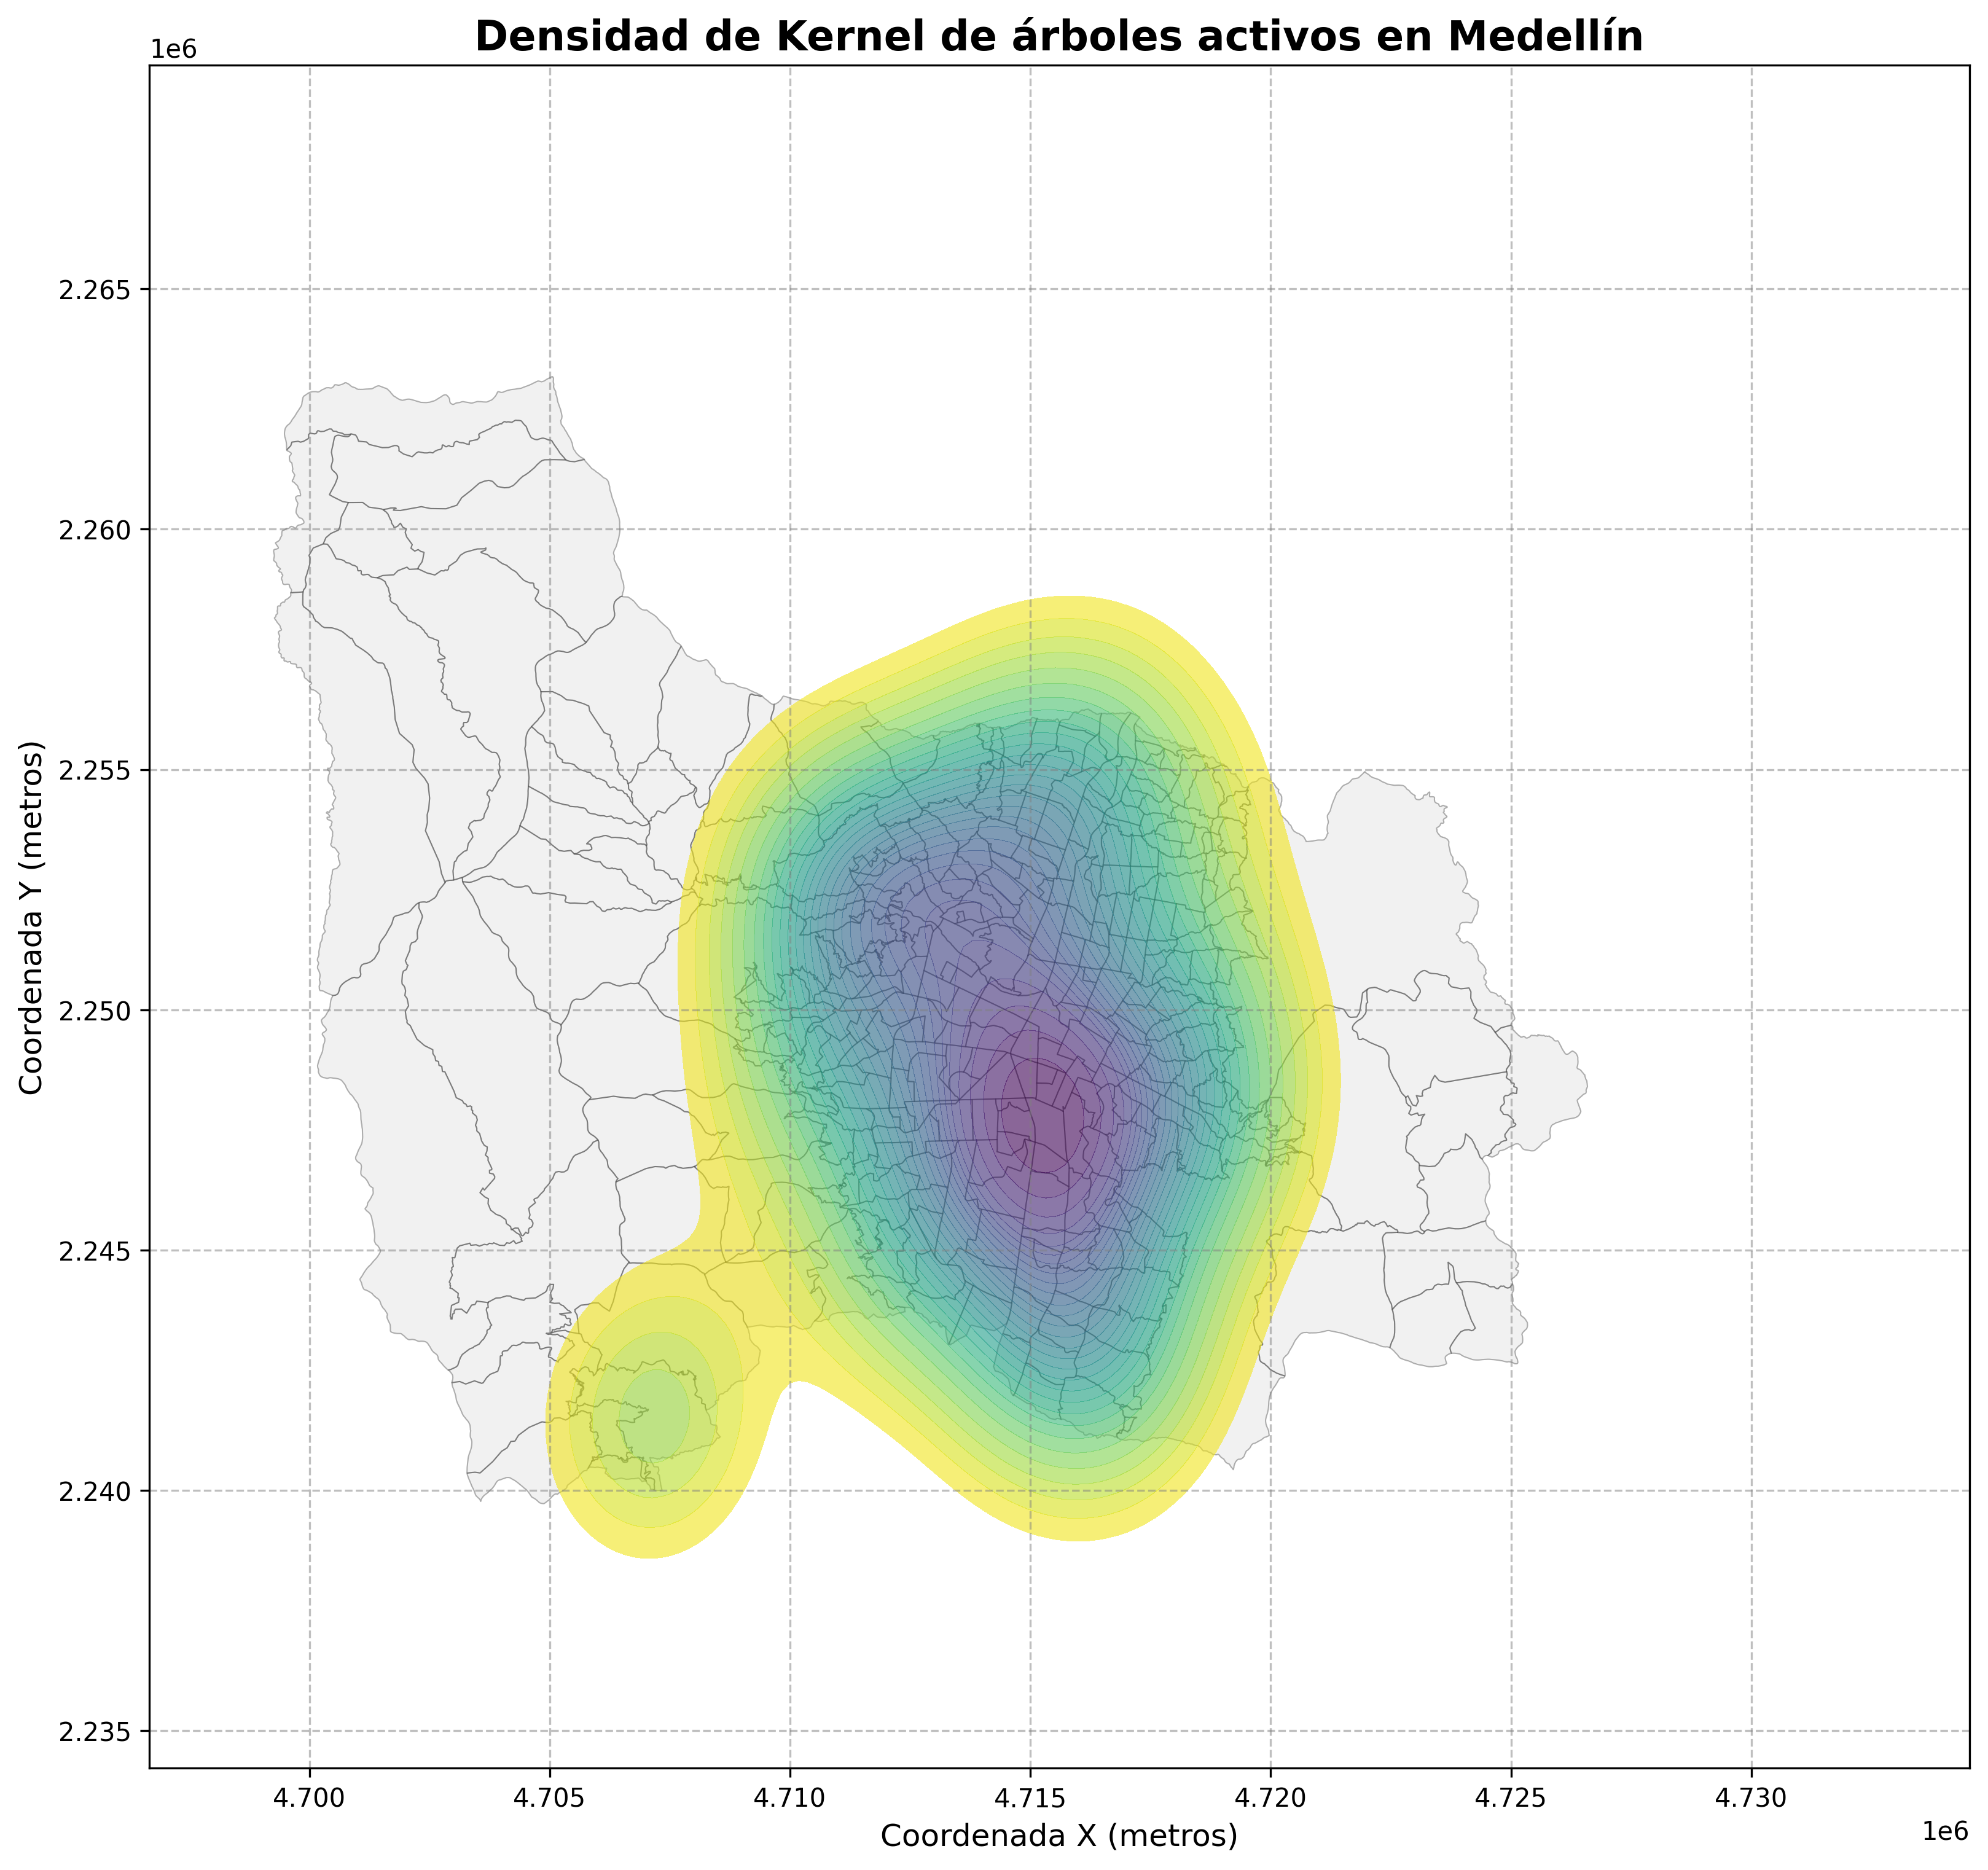 Densidad de Kernel de árboles activos en Medellín
1e6
2.265
2.260
2.255
2.250
2.245
2.240
2.235
Coordenada Y (metros)
4.700 4.705 4.710 4.715 4.720 4.725 4.730
Coordenada X (metros)
1e6